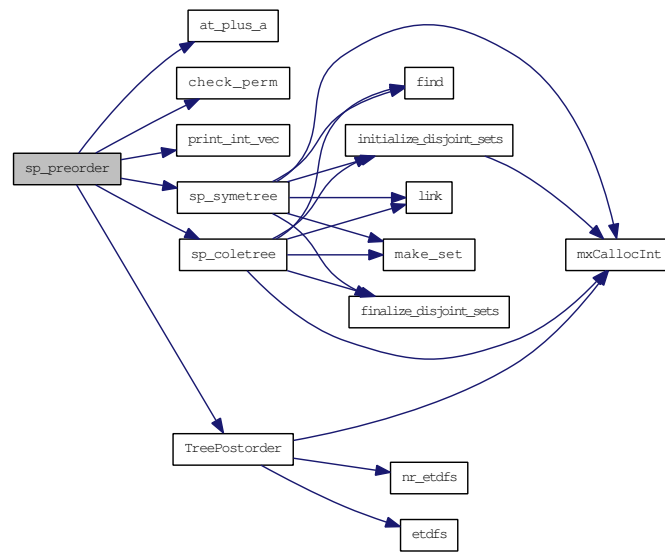 at_plus_a
check_perm
find
print_int_vec
initialize_disjoint_sets
sp_preorder
sp_symetree
link
sp_coletree
make_set
mxCallocInt
finalize_disjoint_sets
TreePostorder
nr_etdfs
etdfs